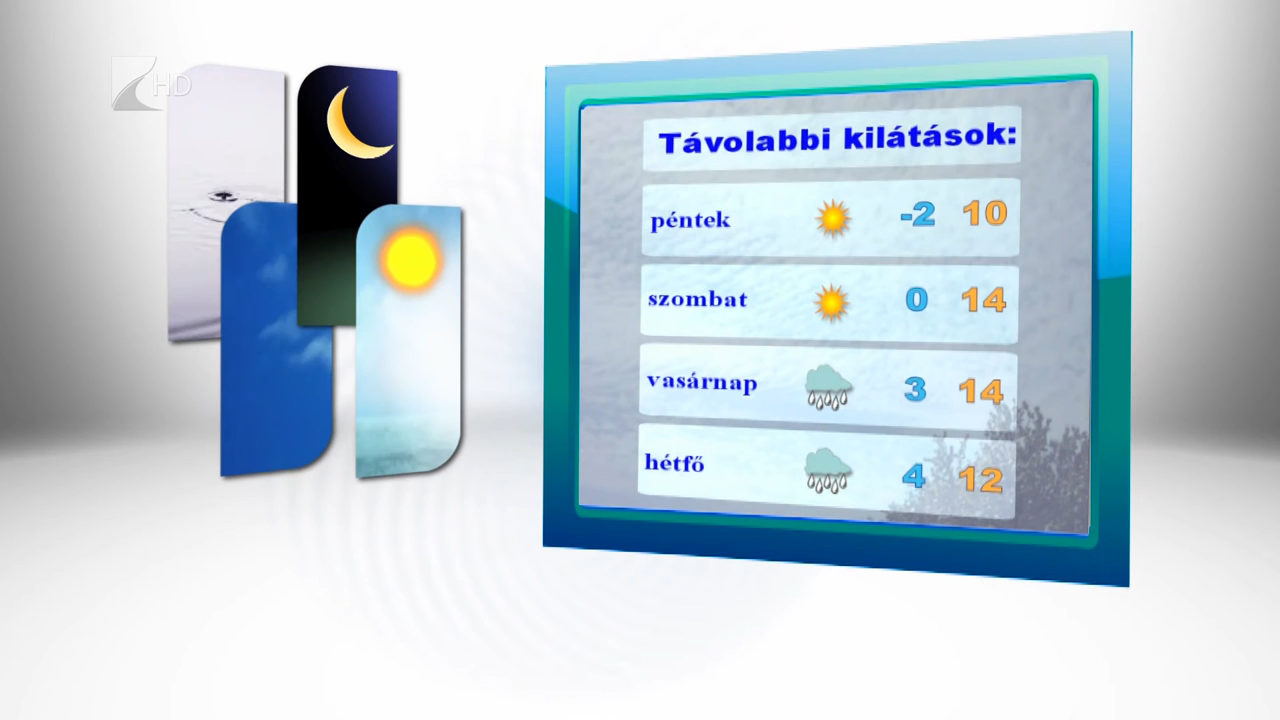 HD
Távolabbi kilátások:
péntek -2 10
szombat 0 14
vasárnap 3 14
hétfő 4 12